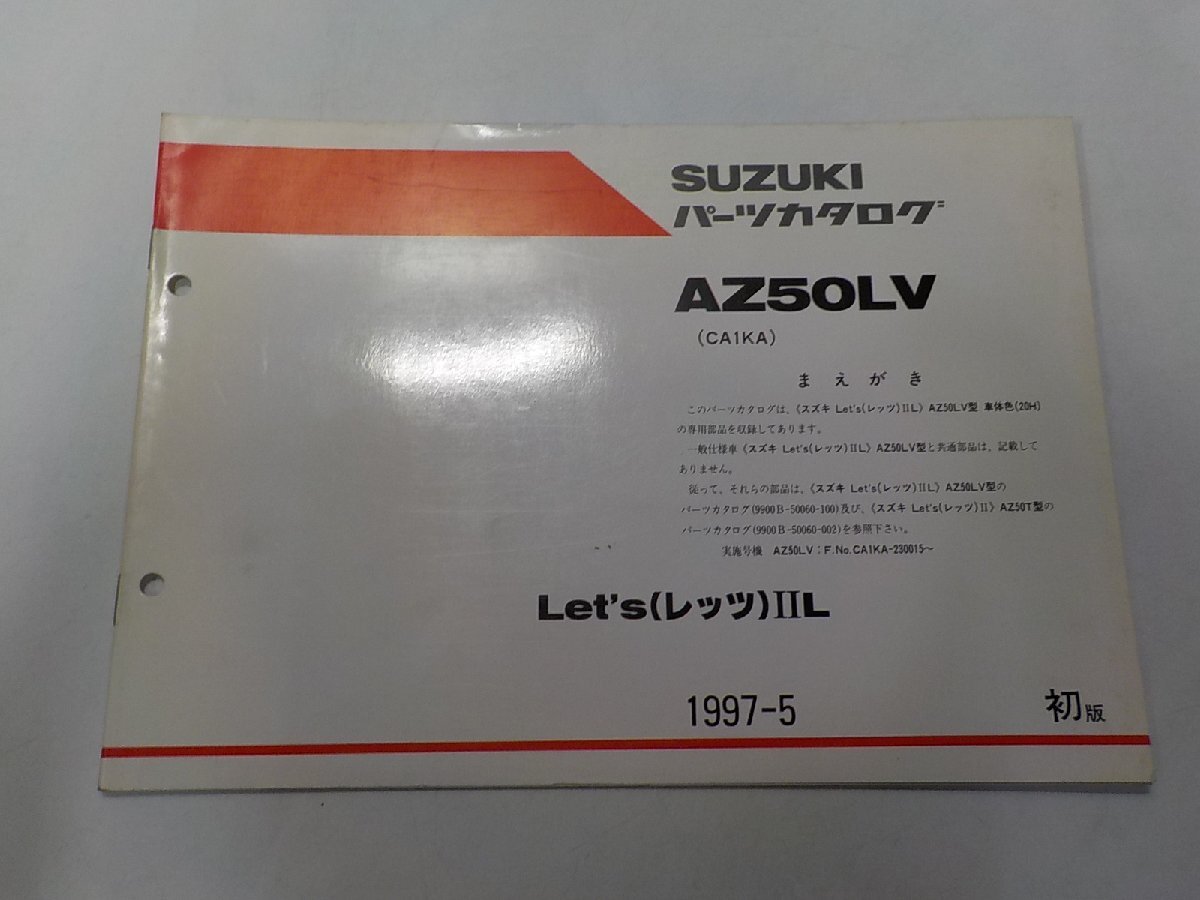 SUZUKI
パーツカタログ
AZ50LV
(CA1KA)
まえがき
このパーツカタログは、《スズキ Let's(レッツ)ⅡL》AZ50LV型 車体色(20H)
の専用部品を収録してあります。
一般仕様車《スズキ Let's(レッツ)ⅡL》AZ50LV型と共通部品は、記載して
ありません。
従って、それらの部品は、《スズキ Let's(レッツ)ⅡL》AZ50LV型の
パーツカタログ(9900B-50060-100)及び、《スズキ Let's(レッツ)Ⅱ》AZ50T型の
パーツカタログ(9900B-50060-002)を参照下さい。
実施号機 AZ50LV:F.No.CA1KA-230015〜
Let's(レッツ)ⅡL
1997-5
初版